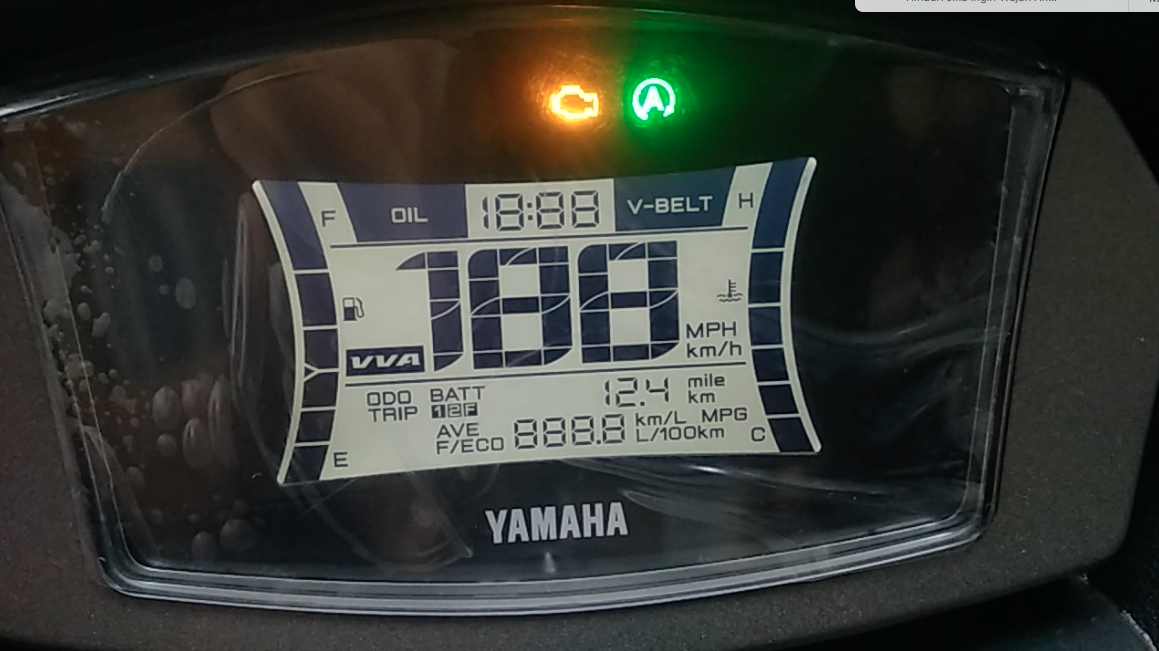 F OIL 18:88 V-BELT H
188
MPH
VVA km/h
ODO BATT 12.4 mile
TRIP 12F km
AVE 888.8 km/L MPG
F/ECO L/100km C
E
YAMAHA